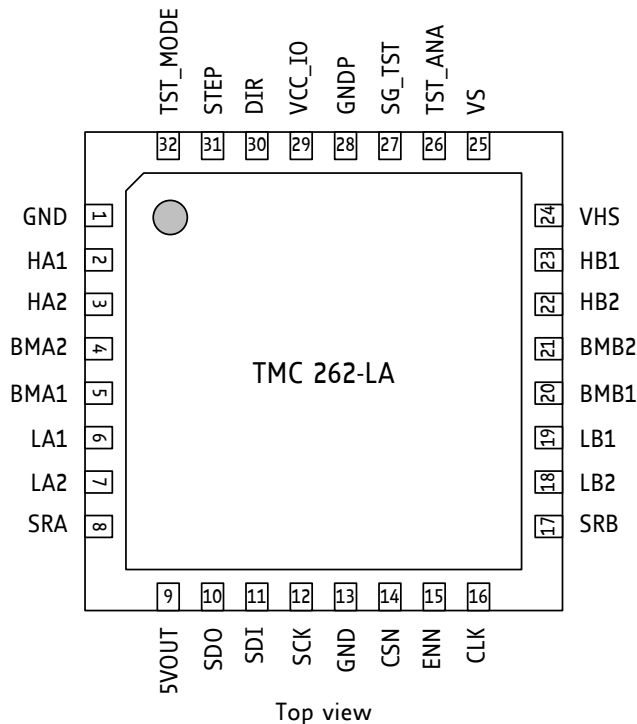 TST_MODE
STEP
DIR
VCC_IO
GNDP
SG_TST
TST_ANA
VS
32
31
30
29
28
27
26
25
GND 1
24 VHS
HA1 2
23 HB1
HA2 3
22 HB2
BMA2 4
21 BMB2
BMA1 5
20 BMB1
TMC 262-LA
LA1 6
19 LB1
LA2 7
18 LB2
SRA 8
17 SRB
9
10
11
12
13
14
15
16
5VOUT
SDO
SDI
SCK
GND
CSN
ENN
CLK
Top view